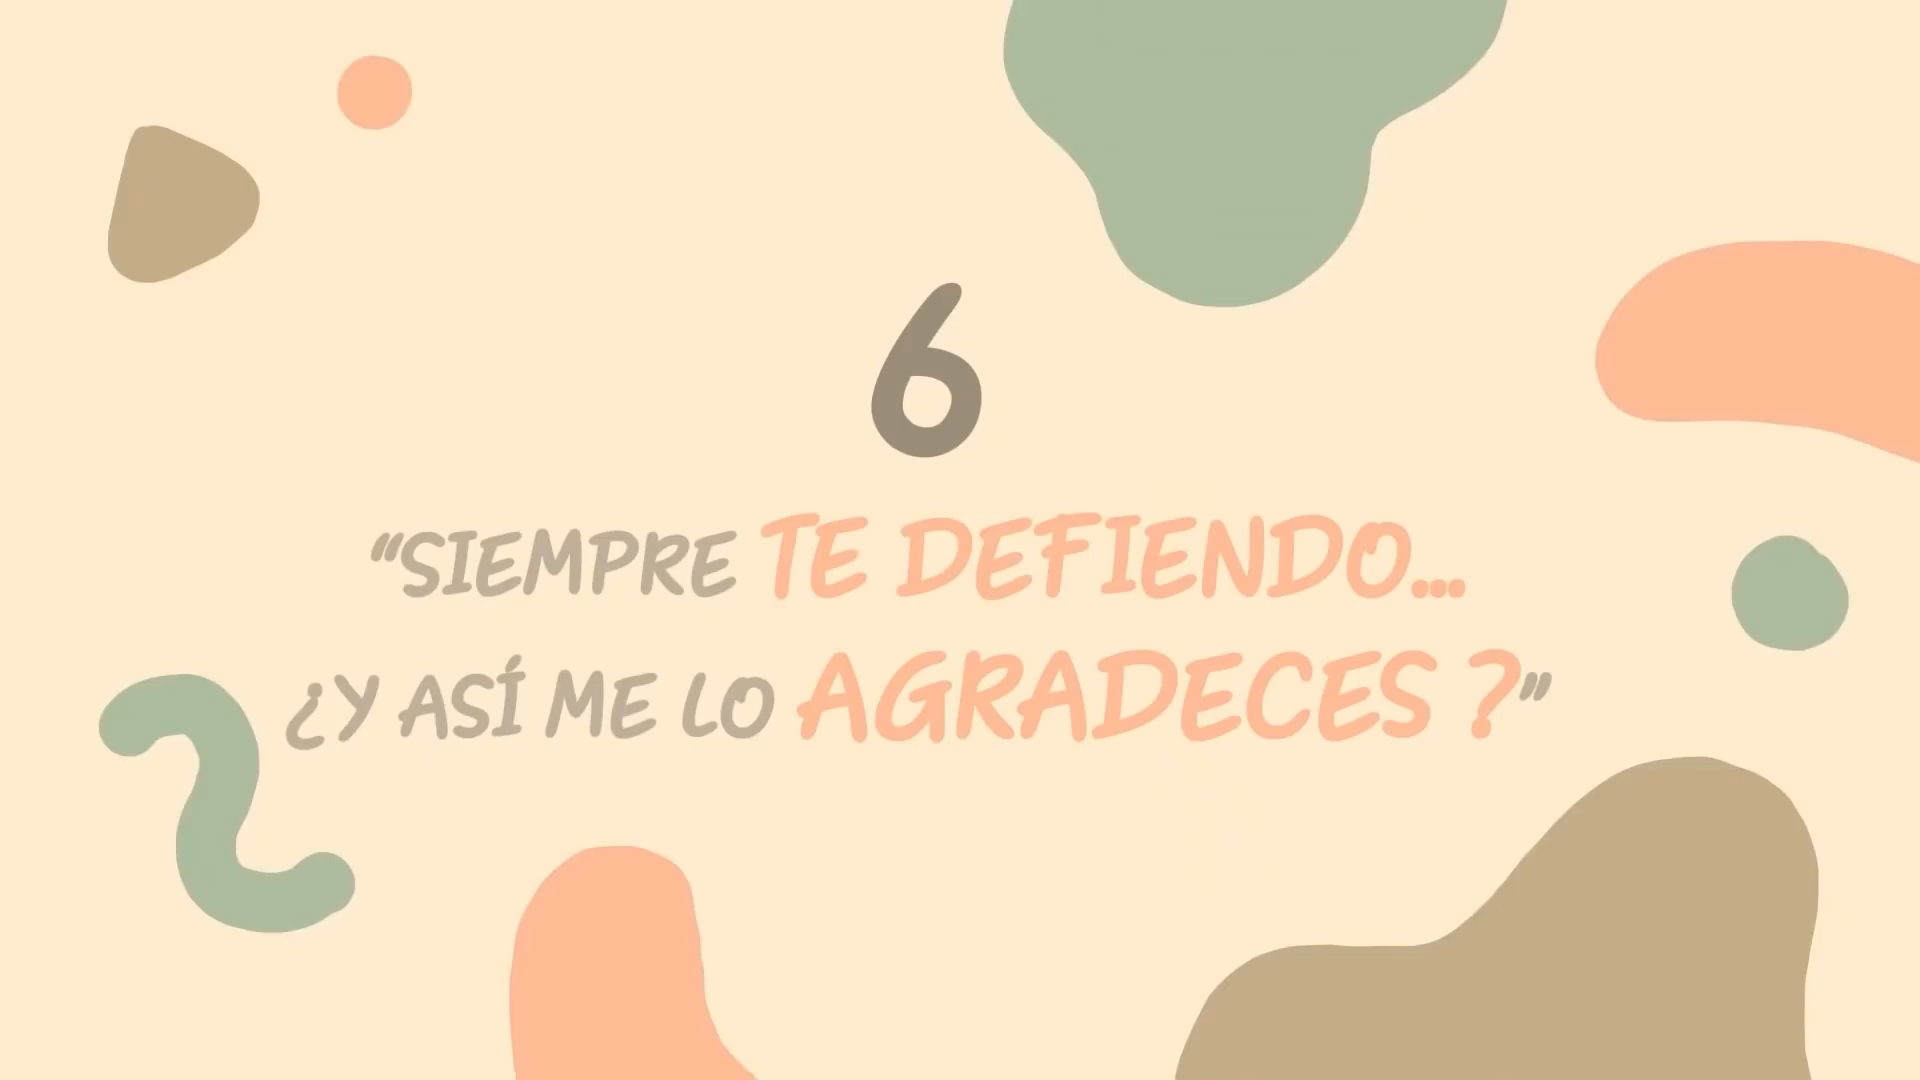 6
“SIEMPRE TE DEFIENDO...
¿Y ASÍ ME LO AGRADECES ?”